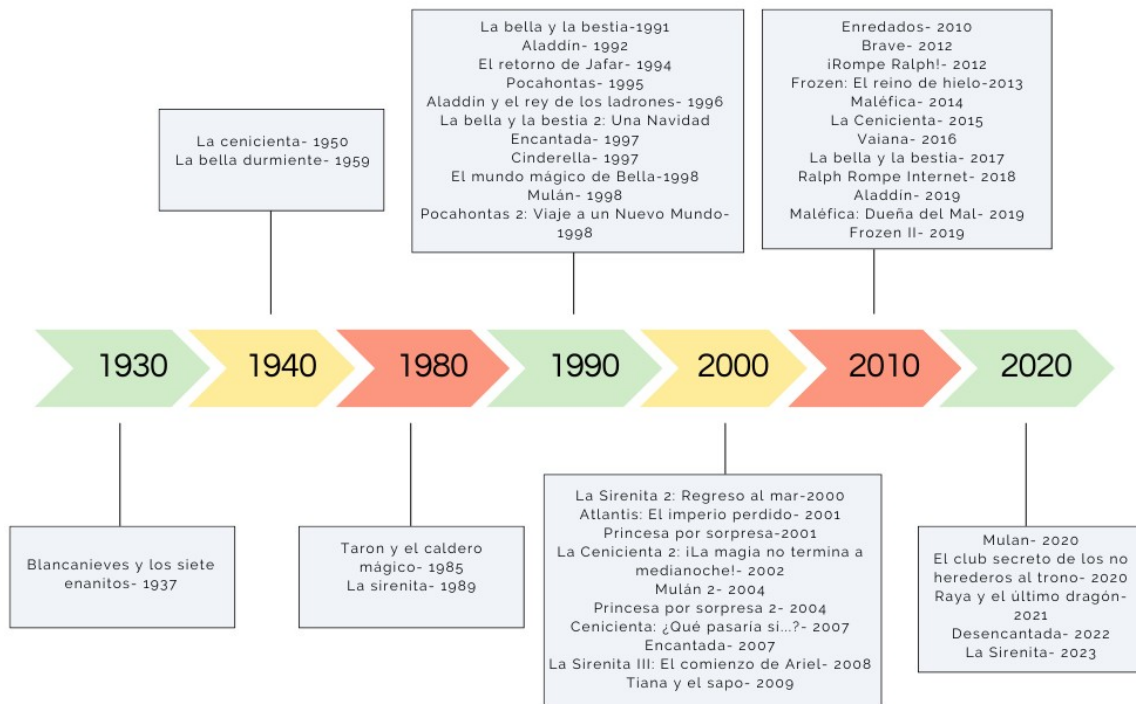 La bella y la bestia-1991
Aladdín- 1992
El retorno de Jafar- 1994
Pocahontas- 1995
Aladdín y el rey de los ladrones- 1996
La bella y la bestia 2: Una Navidad
Encantada- 1997
Cinderella- 1997
El mundo mágico de Bella-1998
Mulán- 1998
Pocahontas 2: Viaje a un Nuevo Mundo-
1998
Enredados- 2010
Brave- 2012
¡Rompe Ralph!- 2012
Frozen: El reino de hielo-2013
Maléfica- 2014
La Cenicienta- 2015
Vaiana- 2016
La bella y la bestia- 2017
Ralph Rompe Internet- 2018
Aladdín- 2019
Maléfica: Dueña del Mal- 2019
Frozen II- 2019
La cenicienta- 1950
La bella durmiente- 1959
1930
1940
1980
1990
2000
2010
2020
Blancanieves y los siete
enanitos- 1937
Taron y el caldero
mágico- 1985
La sirenita- 1989
La Sirenita 2: Regreso al mar-2000
Atlantis: El imperio perdido- 2001
Princesa por sorpresa-2001
La Cenicienta 2: ¡La magia no termina a
medianoche!- 2002
Mulán 2- 2004
Princesa por sorpresa 2- 2004
Cenicienta: ¿Qué pasaría si...?- 2007
Encantada- 2007
La Sirenita III: El comienzo de Ariel- 2008
Tiana y el sapo- 2009
Mulan- 2020
El club secreto de los no
herederos al trono- 2020
Raya y el último dragón-
2021
Desencantada- 2022
La Sirenita- 2023